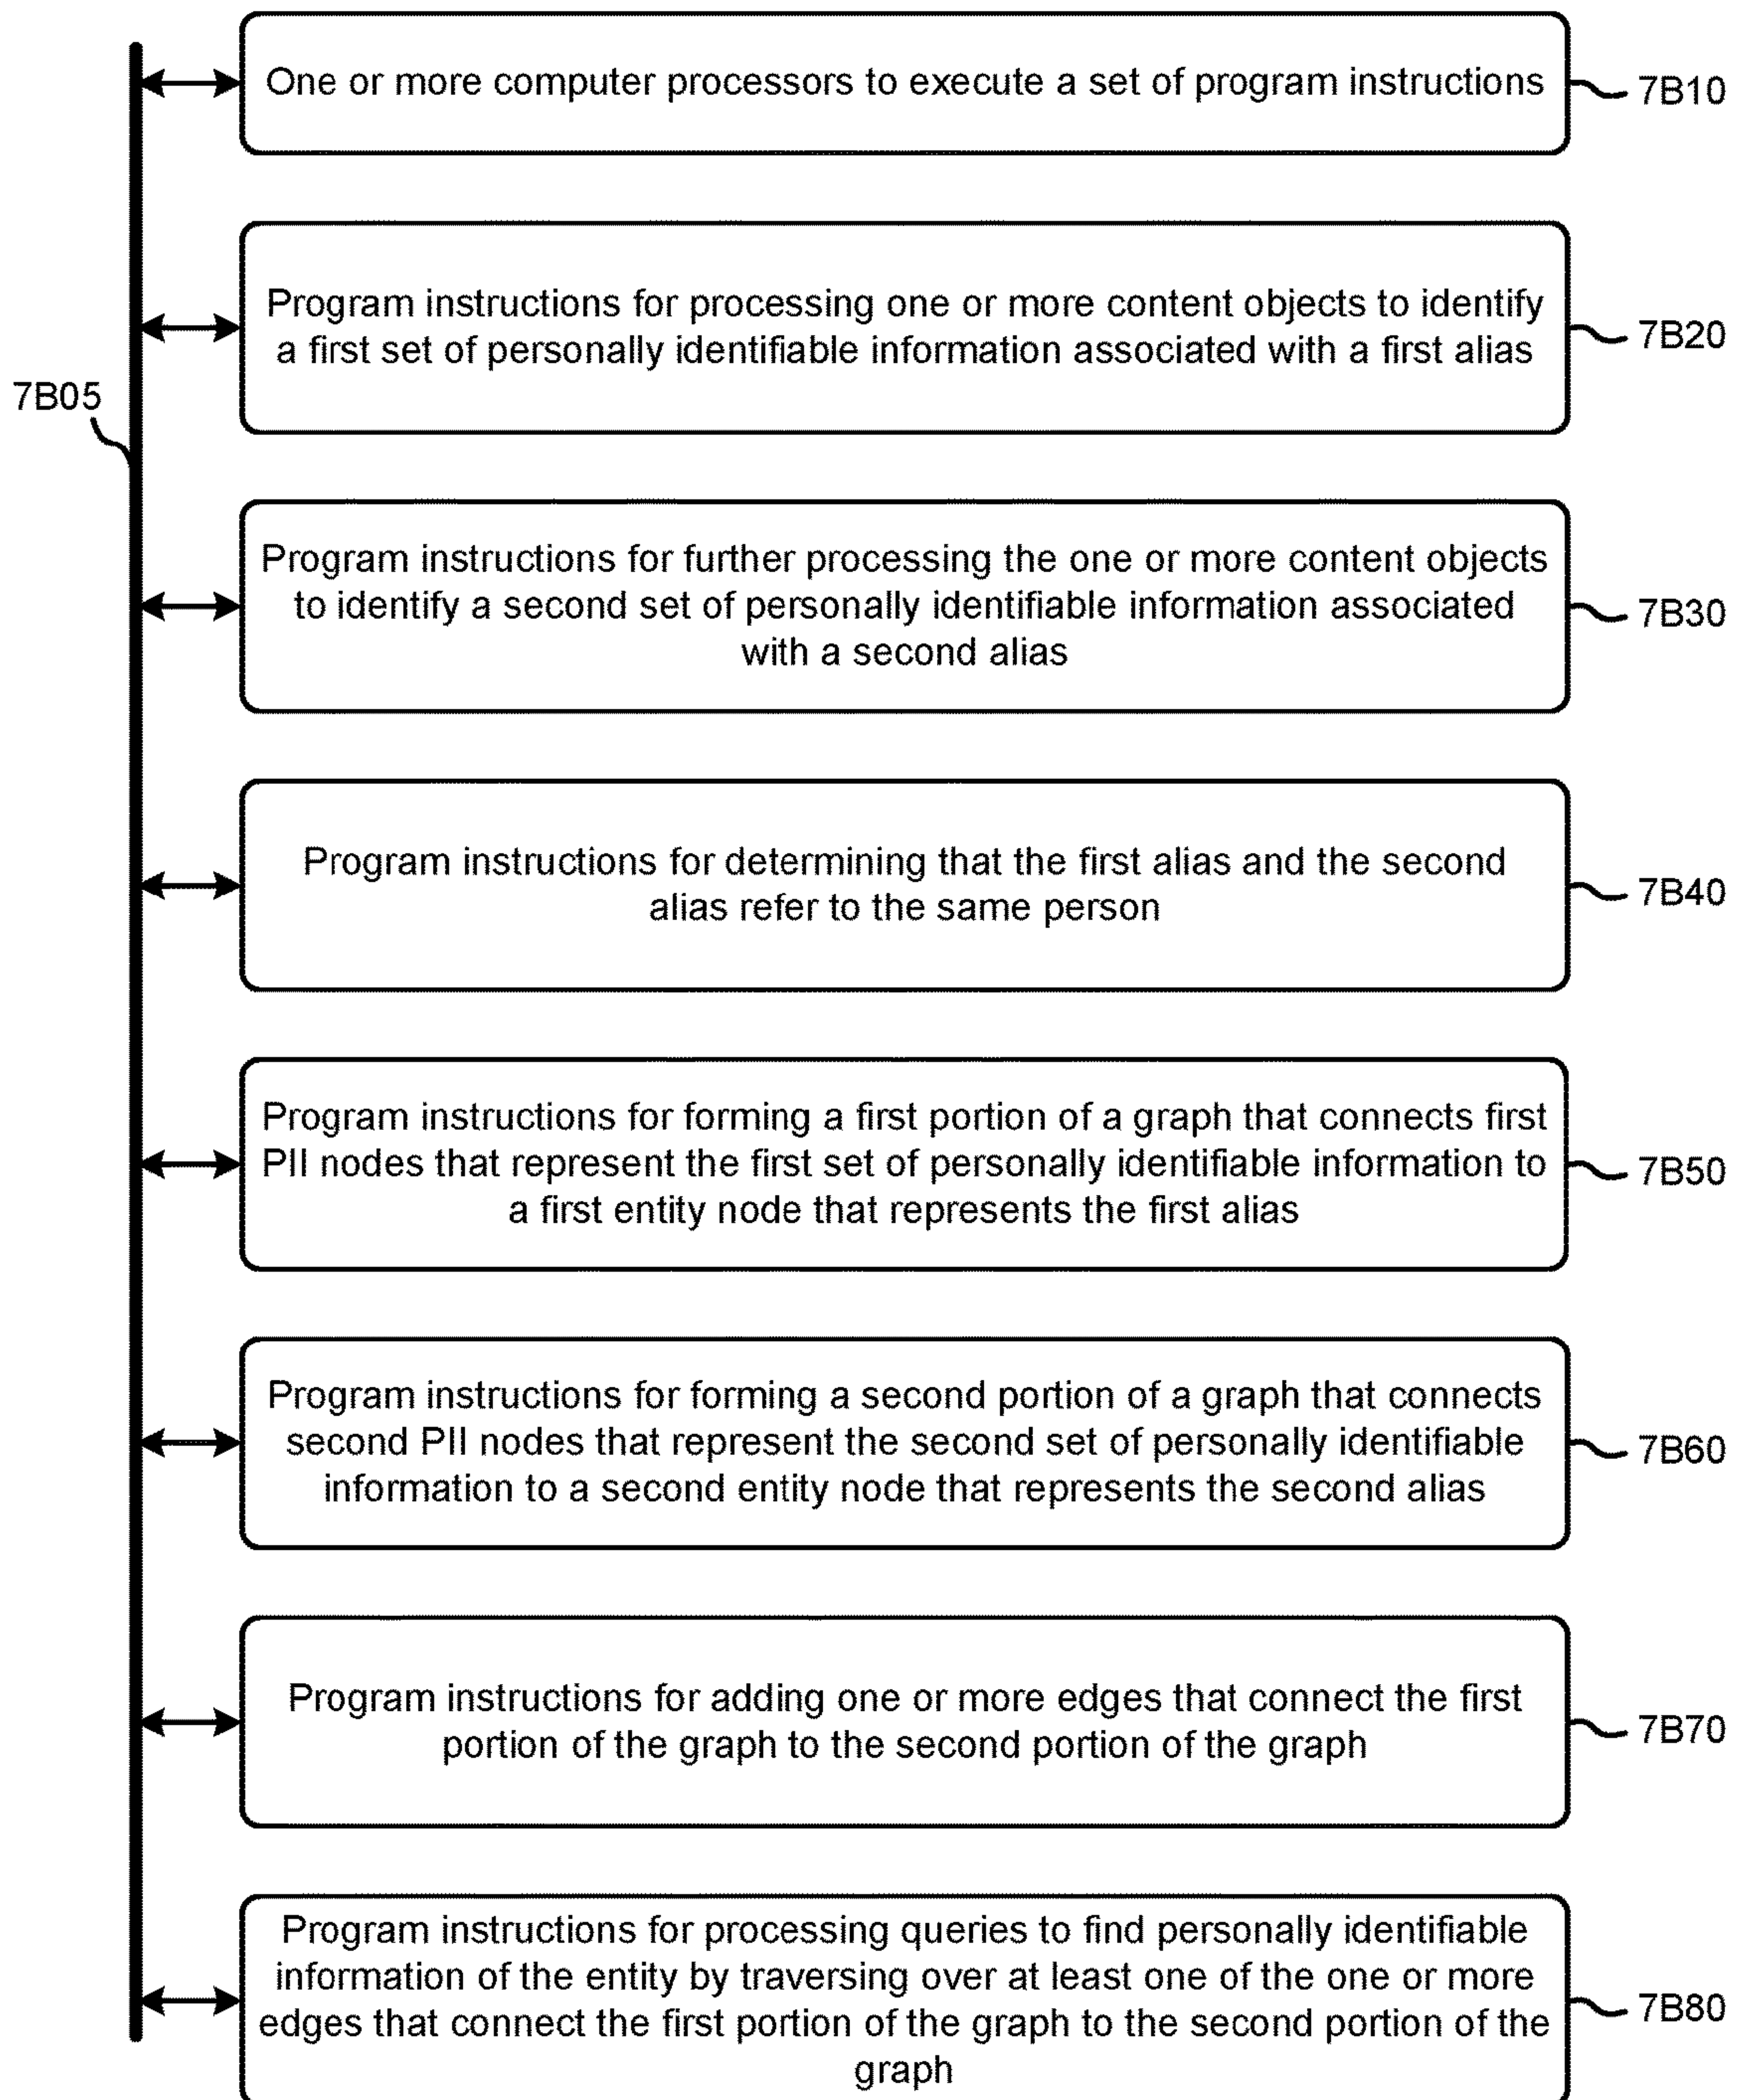 One or more computer processors to execute a set of program instructions
7B10
Program instructions for processing one or more content objects to identify
a first set of personally identifiable information associated with a first alias
7B20
7B05
Program instructions for further processing the one or more content objects
to identify a second set of personally identifiable information associated
with a second alias
7B30
Program instructions for determining that the first alias and the second
alias refer to the same person
7B40
Program instructions for forming a first portion of a graph that connects first
PII nodes that represent the first set of personally identifiable information to
a first entity node that represents the first alias
7B50
Program instructions for forming a second portion of a graph that connects
second PII nodes that represent the second set of personally identifiable
information to a second entity node that represents the second alias
7B60
Program instructions for adding one or more edges that connect the first
portion of the graph to the second portion of the graph
7B70
Program instructions for processing queries to find personally identifiable
information of the entity by traversing over at least one of the one or more
edges that connect the first portion of the graph to the second portion of the
graph
7B80